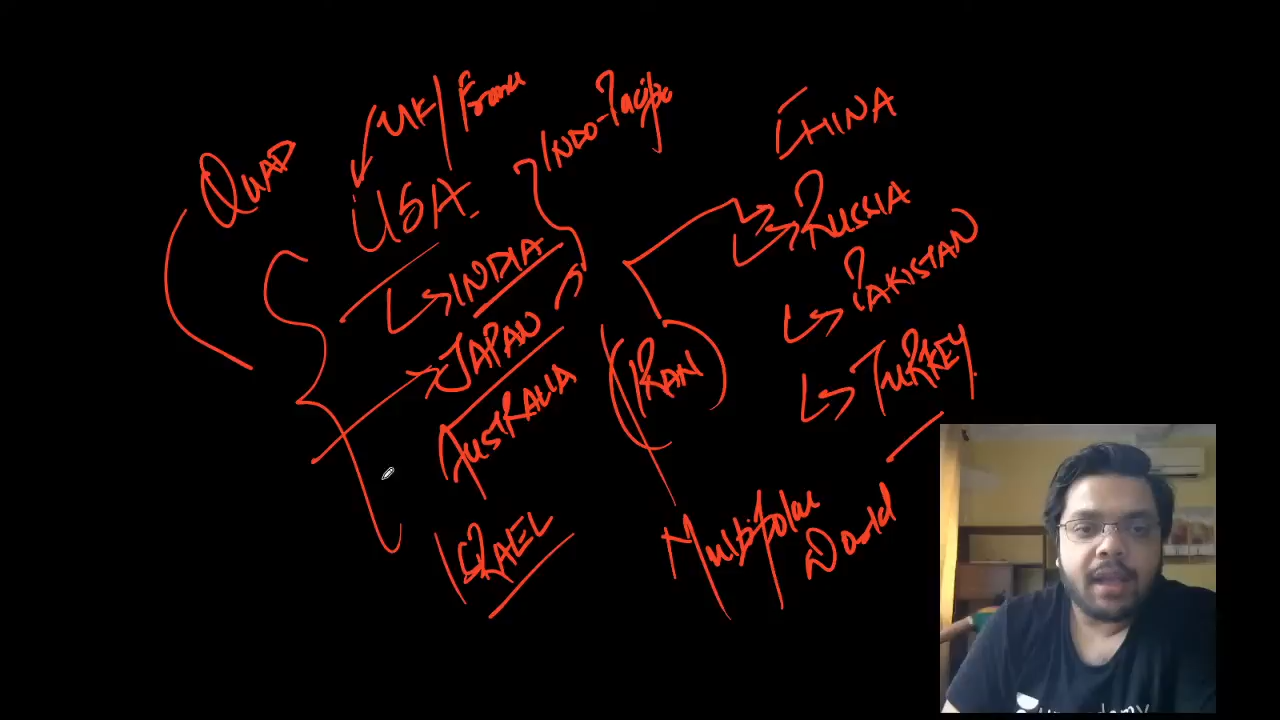 QUAD
UK/France
USA
INDIA
JAPAN
AUSTRALIA
ISRAEL
INDO-Pacific
IRAN
CHINA
RUSSIA
PAKISTAN
TURKEY
Multipolar
World